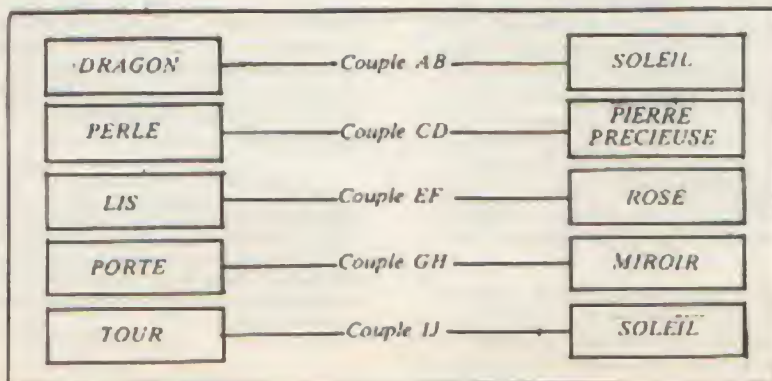 DRAGON Couple AB SOLEIL
PERLE Couple CD PIERRE
PRECIEUSE
LIS Couple EF ROSE
PORTE Couple GH MIROIR
TOUR Couple IJ SOLEIL